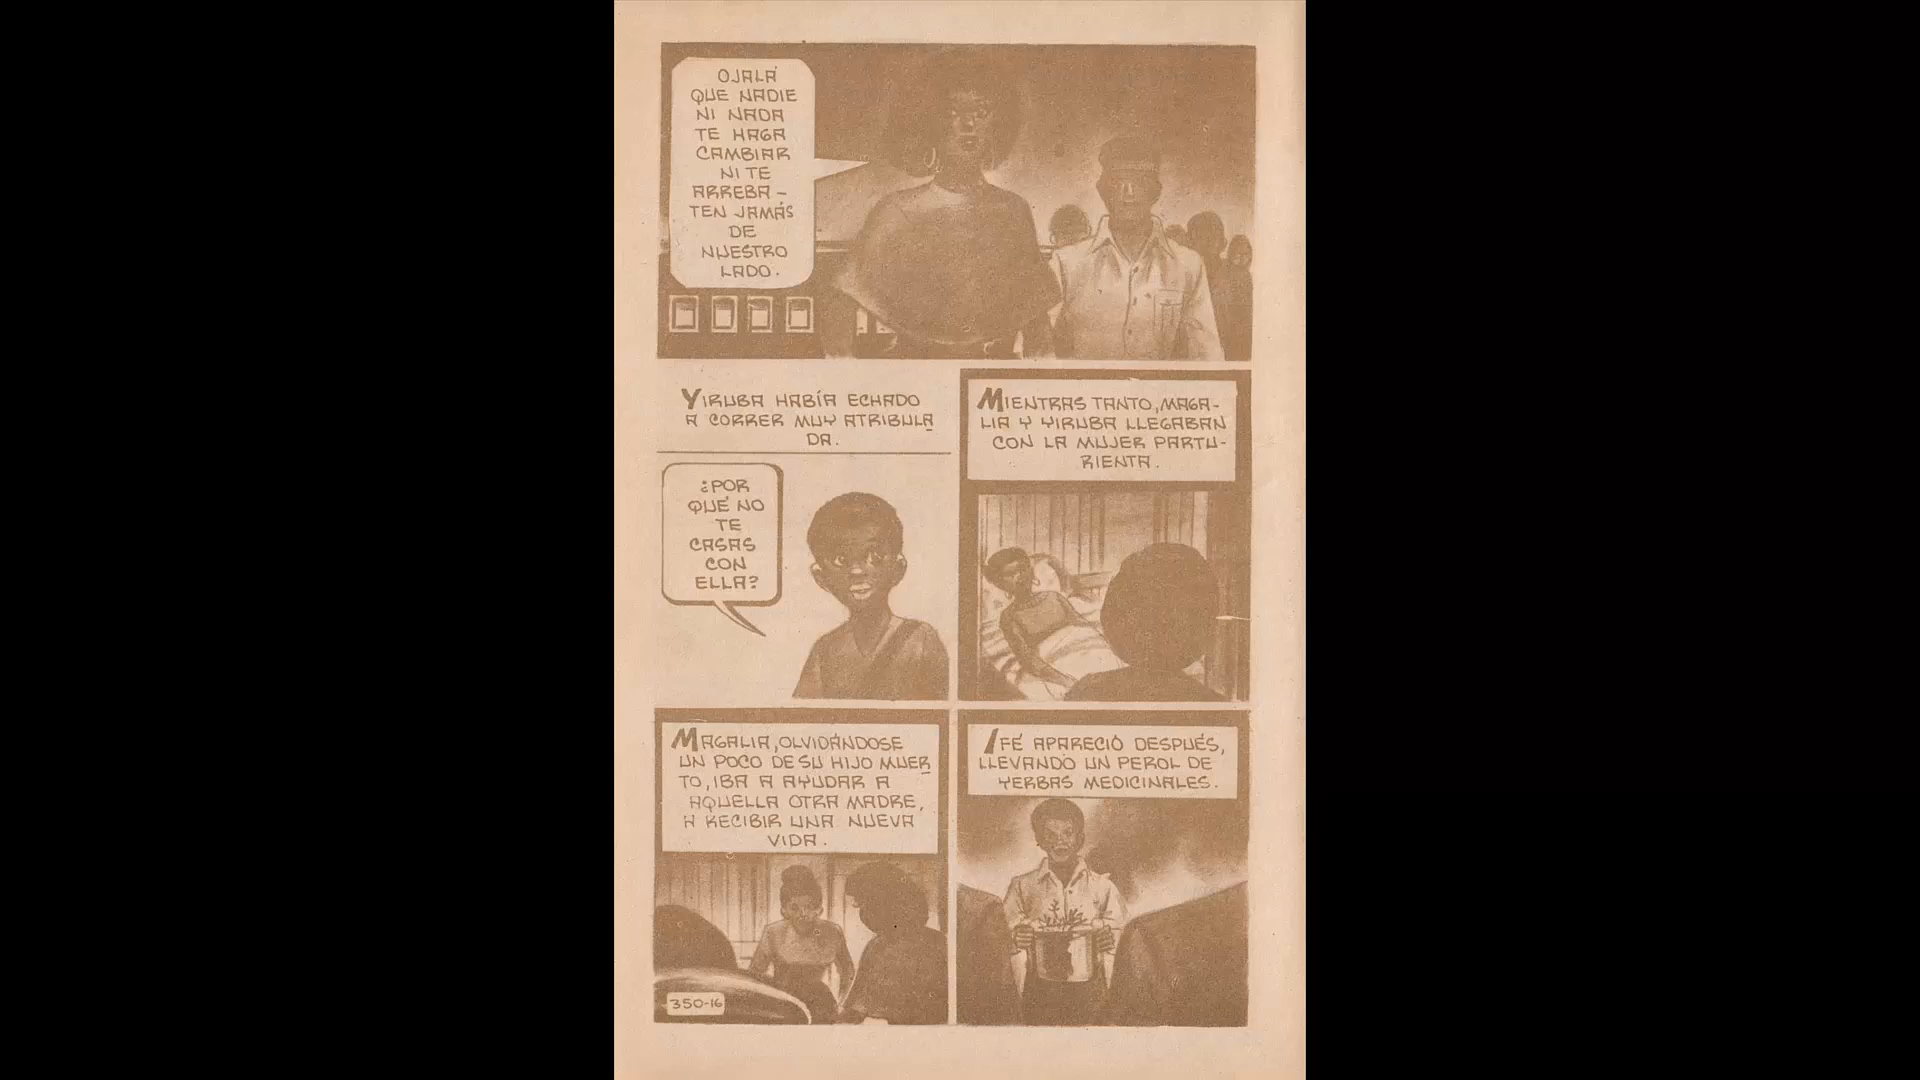 OJALÁ
QUE NADIE
NI NADA
TE HAGA
CAMBIAR
NI TE
ARREBA-
TEN JAMÁS
DE
NUESTRO
LADO.
YIRUBA HABÍA ECHADO
A CORRER MUY ATRIBULA
DA.
¿POR
QUÉ NO
TE
CASAS
CON
ELLA?
MIENTRAS TANTO, MAGA-
LIA Y YIRUBA LLEGABAN
CON LA MUJER PARTU-
RIENTA.
MAGALIA, OLVIDÁNDOSE
UN POCO DE SU HIJO MUER
TO, IBA A AYUDAR A
AQUELLA OTRA MADRE,
A RECIBIR UNA NUEVA
VIDA.
350-16
IFÉ APARECIÓ DESPUÉS,
LLEVANDO UN PEROL DE
YERBAS MEDICINALES.